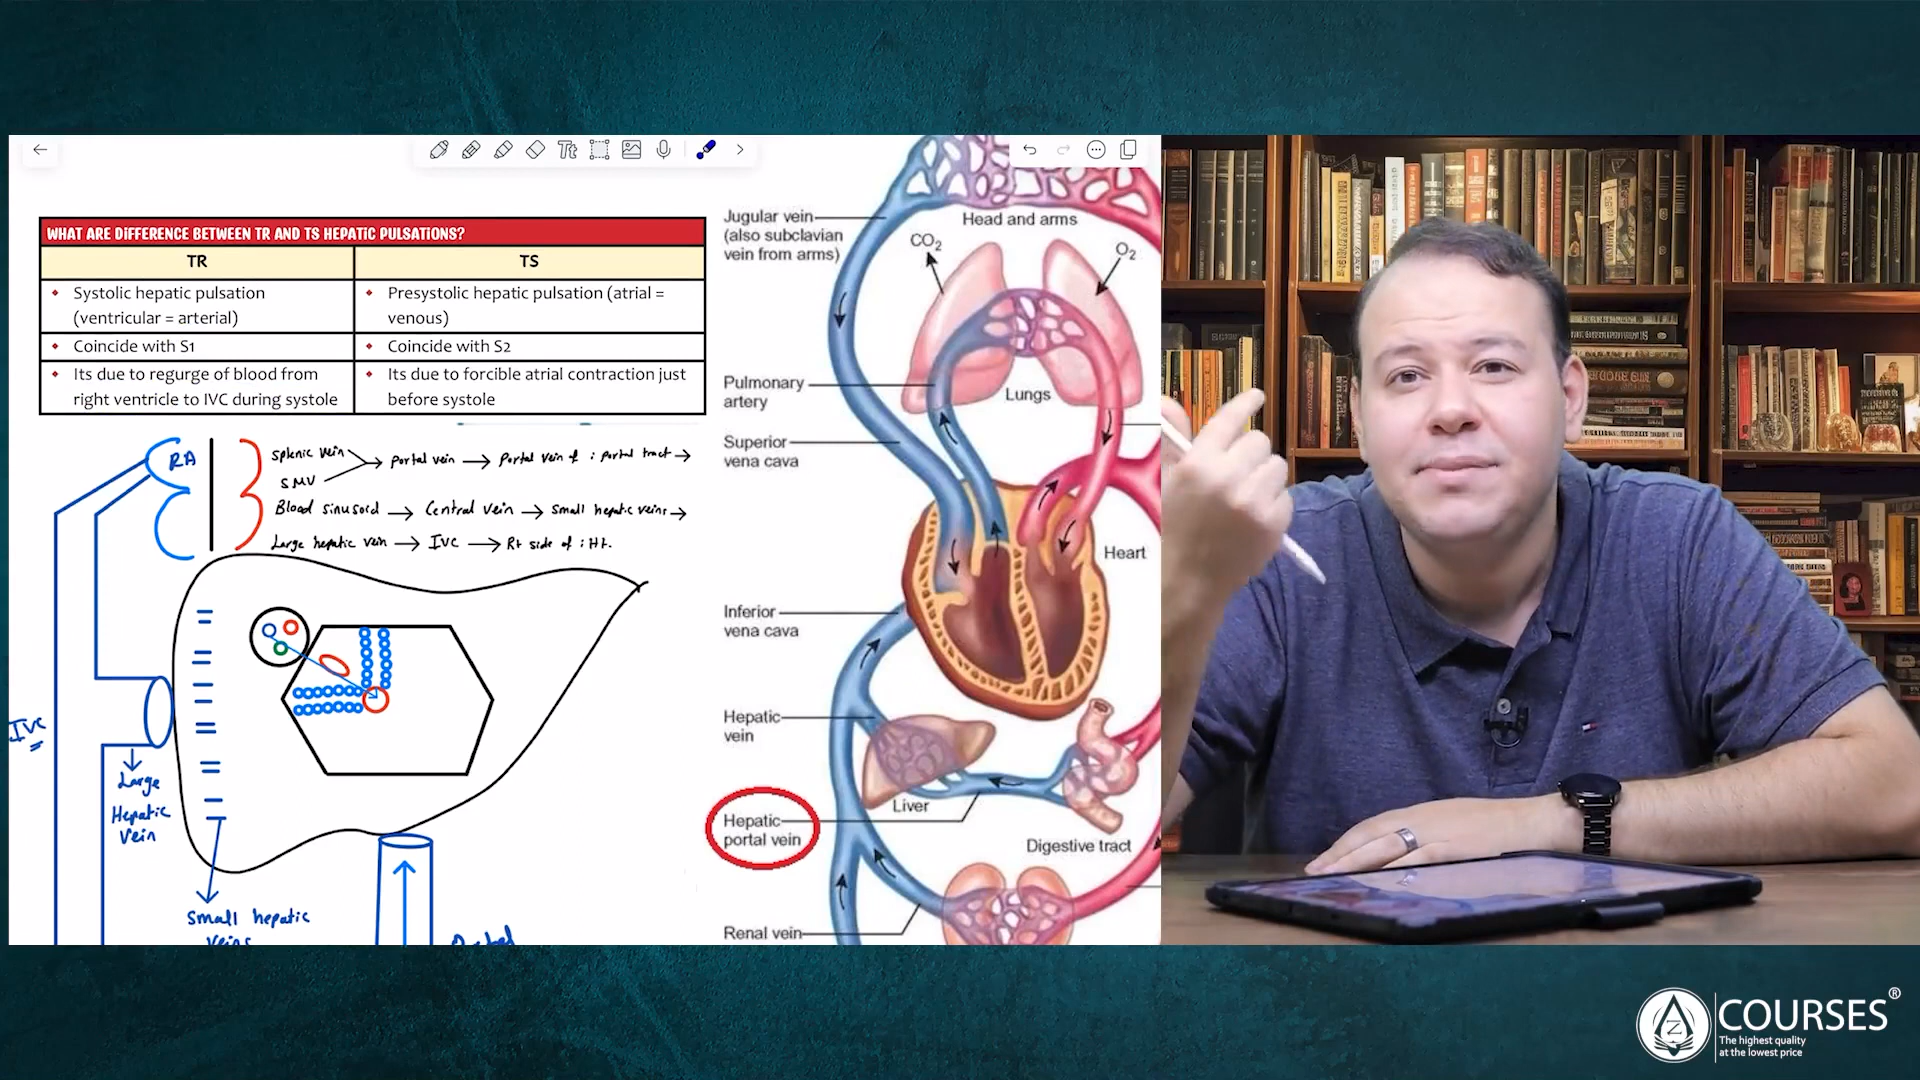 WHAT ARE DIFFERENCE BETWEEN TR AND TS HEPATIC PULSATIONS?
TR
TS
Systolic hepatic pulsation
(ventricular = arterial)
Presystolic hepatic pulsation (atrial =
venous)
Coincide with S1
Coincide with S2
Its due to regurge of blood from
right ventricle to IVC during systole
Its due to forcible atrial contraction just
before systole
RA
Splenic vein
SMV
Portal vein
Portal vein of : portal tract
Blood sinusoid
Central vein
Small hepatic veins
Large hepatic vein
IVC
Rt side of : Ht.
IVC
Large
Hepatic
vein
Small hepatic
veins
Jugular vein
(also subclavian
vein from arms)
Head and arms
CO2
O2
Pulmonary
artery
Lungs
Superior
vena cava
Heart
Inferior
vena cava
Hepatic
vein
Liver
Hepatic
portal vein
Digestive tract
Renal vein
Tt
COURSES®
The highest quality
at the lowest price